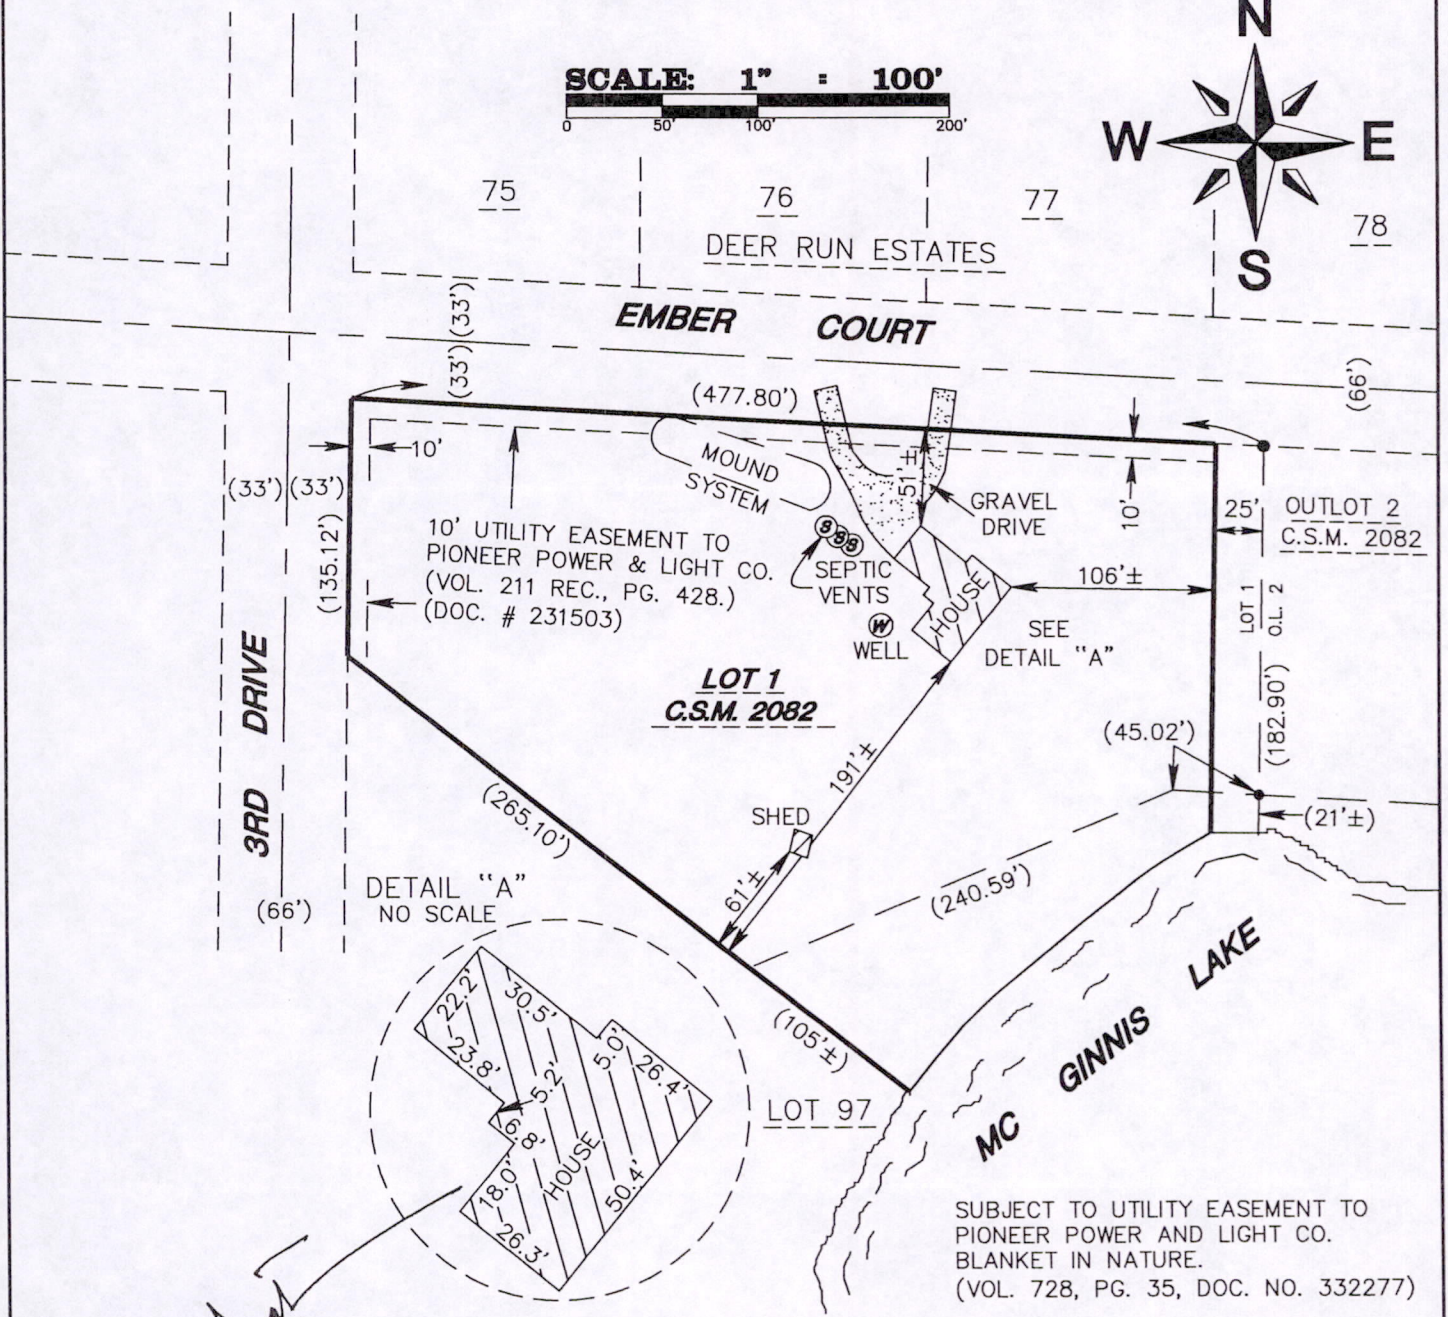 N
W
E
S
SCALE: 1" = 100'
0 50' 100' 200'
75
76
77
78
DEER RUN ESTATES
EMBER COURT
(33')
(33')
(66')
(477.80')
10'
(33')
(33')
(135.12')
MOUND
SYSTEM
51'±
GRAVEL
DRIVE
10'
25'
OUTLOT 2
C.S.M. 2082
10' UTILITY EASEMENT TO
PIONEER POWER & LIGHT CO.
(VOL. 211 REC., PG. 428.)
(DOC. # 231503)
SSS
SEPTIC
VENTS
W
WELL
HOUSE
106'±
SEE
DETAIL "A"
LOT 1
O.L. 2
(182.90')
3RD DRIVE
LOT 1
C.S.M. 2082
(45.02')
191'±
(265.10')
SHED
(21'±)
61'±
(240.59')
(66')
DETAIL "A"
NO SCALE
22.2'
30.5'
23.8'
5.2'
5.0'
26.4'
6.8'
18.0'
HOUSE
50.4'
26.3'
(105'±)
LOT 97
MC GINNIS LAKE
SUBJECT TO UTILITY EASEMENT TO
PIONEER POWER AND LIGHT CO.
BLANKET IN NATURE.
(VOL. 728, PG. 35, DOC. NO. 332277)